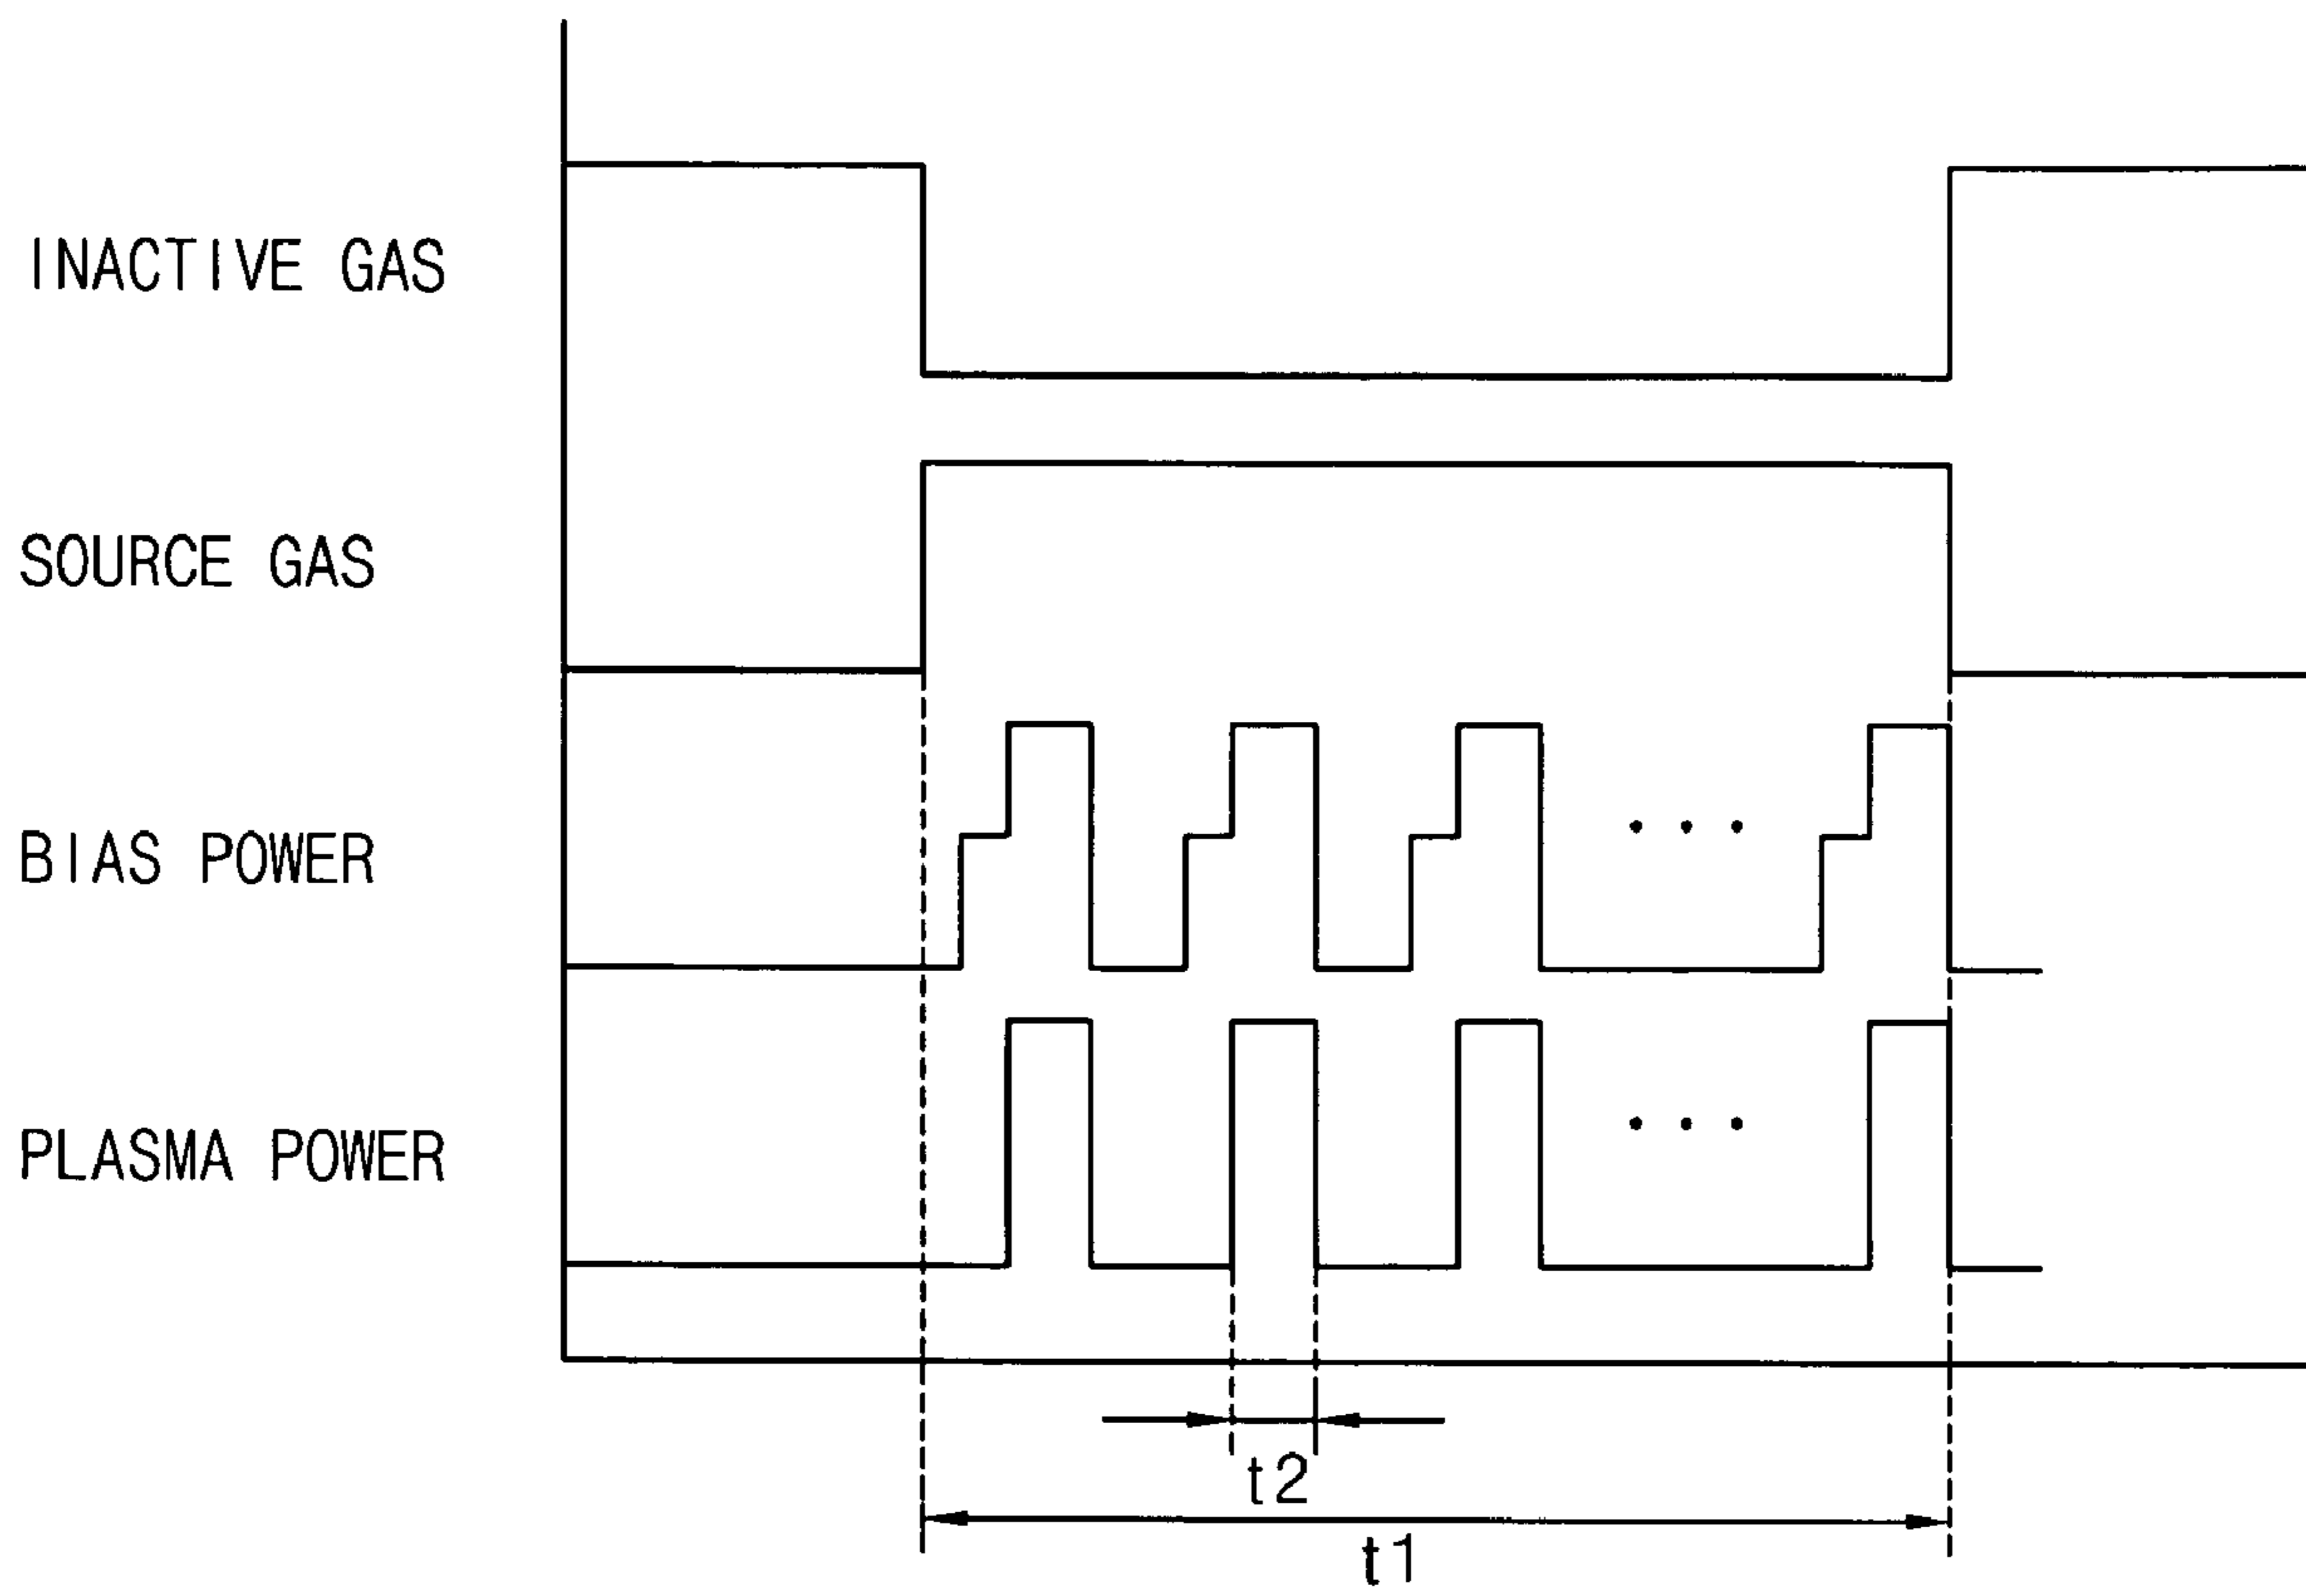 INACTIVE GAS
SOURCE GAS
BIAS POWER
PLASMA POWER
t2
t1